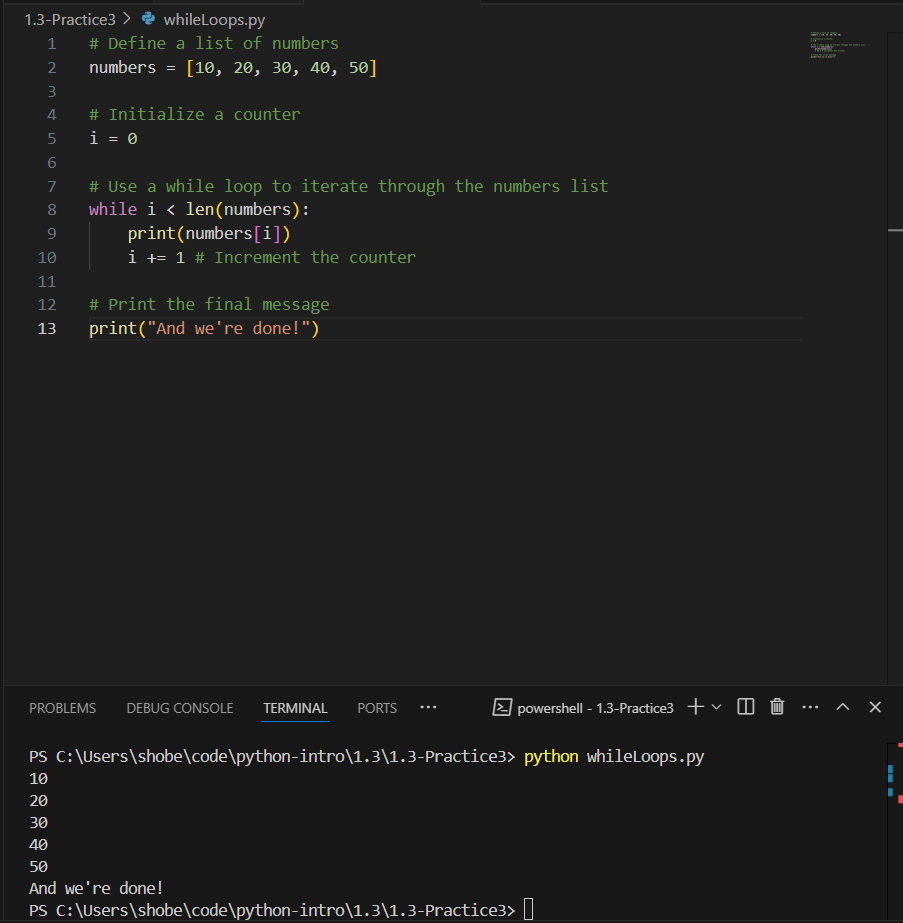 1.3-Practice3 > whileLoops.py
1 # Define a list of numbers
2 numbers = [10, 20, 30, 40, 50]
3
4 # Initialize a counter
5 i = 0
6
7 # Use a while loop to iterate through the numbers list
8 while i < len(numbers):
9     print(numbers[i])
10     i += 1 # Increment the counter
11
12 # Print the final message
13 print("And we're done!")
PROBLEMS DEBUG CONSOLE TERMINAL PORTS ··· powershell - 1.3-Practice3
PS C:\Users\shobe\code\python-intro\1.3\1.3-Practice3> python whileLoops.py
10
20
30
40
50
And we're done!
PS C:\Users\shobe\code\python-intro\1.3\1.3-Practice3>